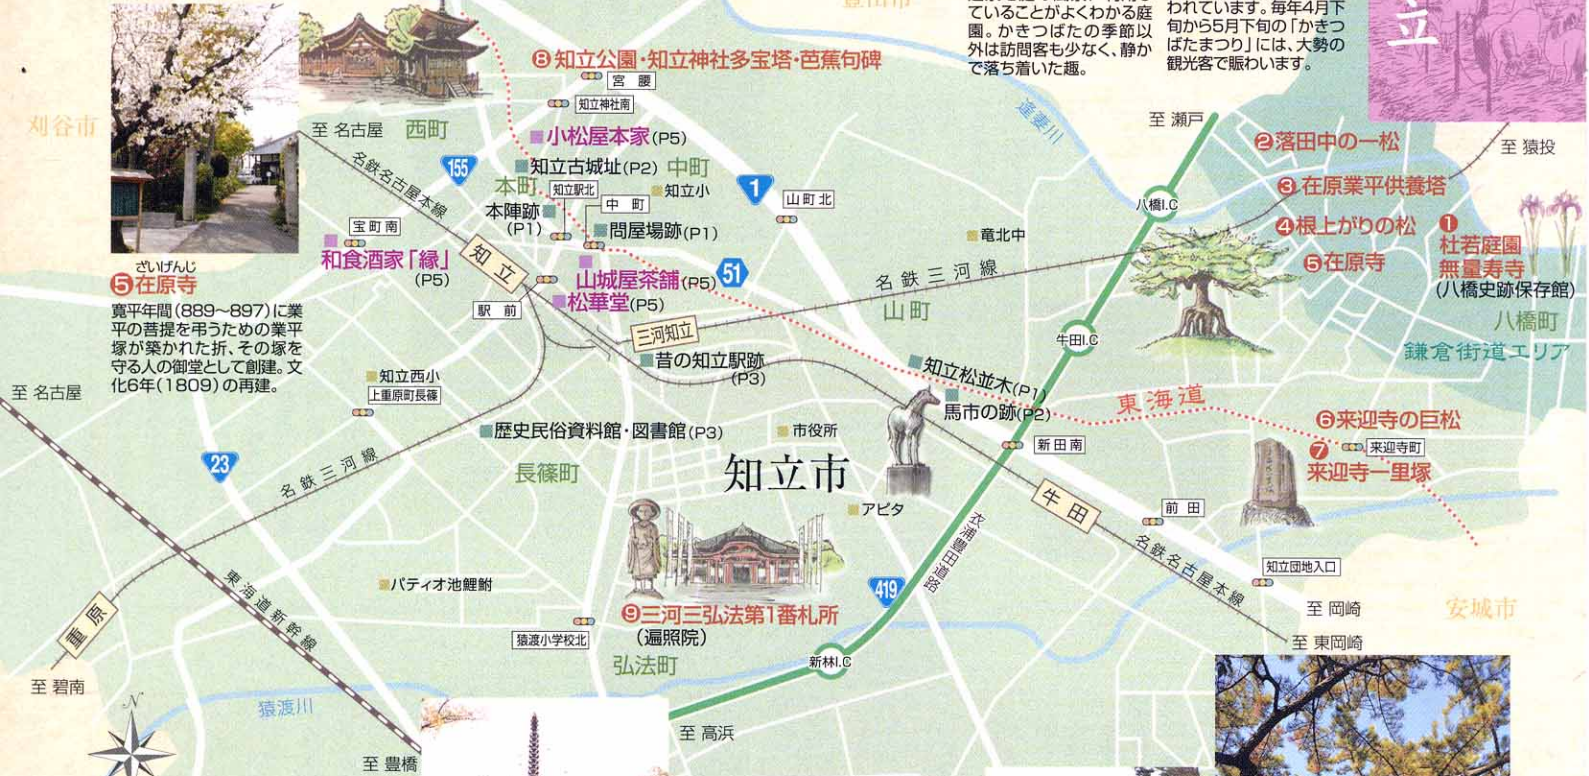 豊田市
ていることがよくわかる庭
園。かきつばたの季節以
外は訪問客も少なく、静か
で落ち着いた趣。
われています。毎年4月下
旬から5月下旬の「かきつ
ばたまつり」には、大勢の
観光客で賑わいます。
立
刈谷市
⑧知立公園・知立神社多宝塔・芭蕉句碑
宮腰
知立神社南
逢妻川
至 瀬戸
②落田中の一松
至 猿投
至 名古屋
西町
小松屋本家(P5)
名鉄名古屋本線
155
知立古城址(P2)
中町
本町
知立駅北
知立小
1
山町北
八橋I.C
③在原業平供養塔
本陣跡
(P1)
中町
問屋場跡(P1)
宝町南
④根上がりの松
①
杜若庭園
無量寿寺
(八橋史跡保存館)
⑤在原寺
竜北中
和食酒家「縁」
(P5)
知立
山城屋茶舗(P5)
51
松華堂(P5)
名鉄三河線
山町
八橋町
鎌倉街道エリア
ざいげんじ
⑤在原寺
寛平年間(889〜897)に業
平の菩提を弔うための業平
塚が築かれた折、その塚を
守る人の御堂として創建。文
化6年(1809)の再建。
駅前
三河知立
牛田I.C
昔の知立駅跡
(P3)
知立松並木(P1)
至 名古屋
知立西小
上重原町長篠
馬市の跡(P2)
東海道
⑥来迎寺の巨松
歴史民俗資料館・図書館(P3)
市役所
新田南
来迎寺町
⑦
来迎寺一里塚
23
名鉄三河線
長篠町
知立市
牛田
前田
アピタ
衣浦豊田道路
名鉄名古屋本線
知立団地入口
パティオ池鯉鮒
東海道新幹線
419
⑨三河三弘法第1番札所
(遍照院)
至 岡崎
安城市
重原
猿渡小学校北
弘法町
新林I.C
至 東岡崎
至 碧南
N
猿渡川
至 高浜
至 豊橋